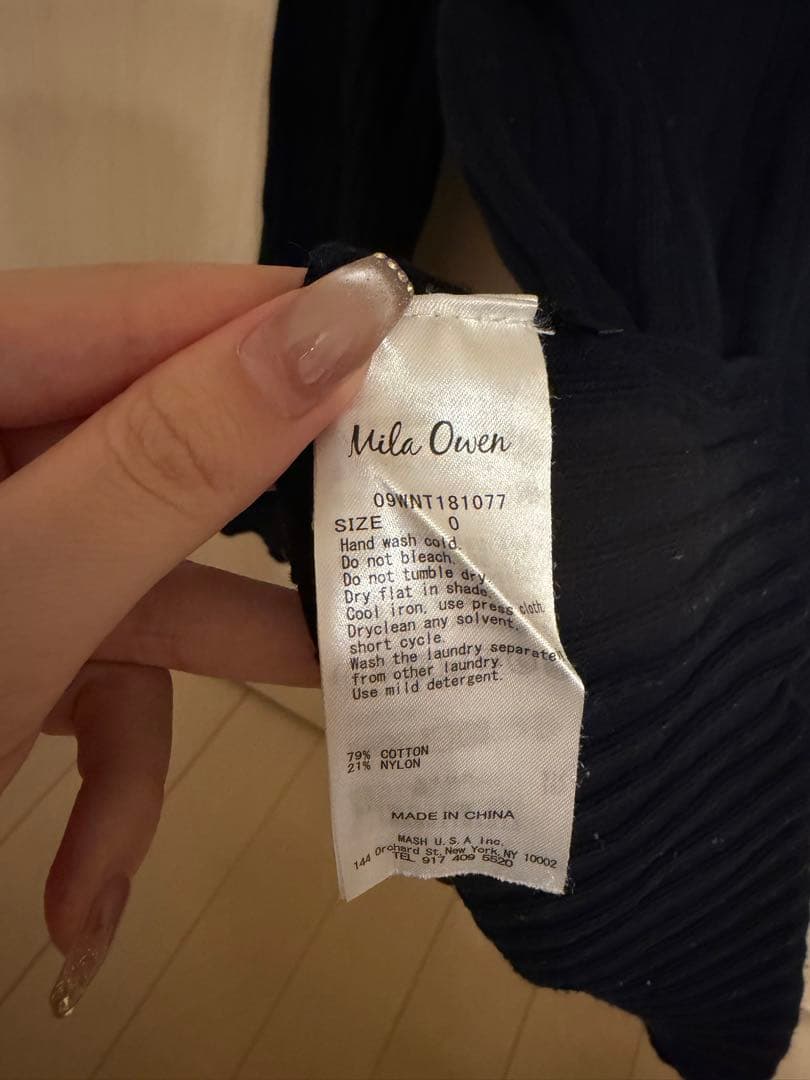 Mila Owen
09WNT181077
SIZE 0
Hand wash cold.
Do not bleach.
Do not tumble dry.
Dry flat in shade.
Cool iron, use press cloth
Dryclean any solvent,
short cycle.
Wash the laundry separate
from other laundry.
Use mild detergent.
79% COTTON
21% NYLON
MADE IN CHINA
MASH U.S.A Inc.
144 Orchard St, New York, NY 10002
TEL 917 409 5520